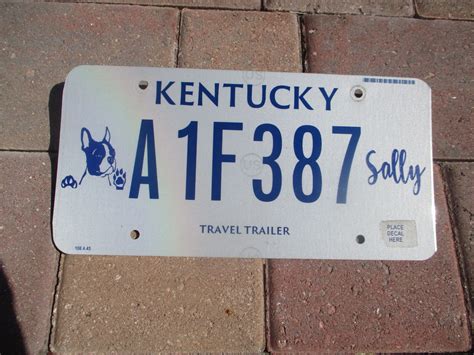 KENTUCKY
A1F387
Sally
TRAVEL TRAILER
PLACE
DECAL
HERE